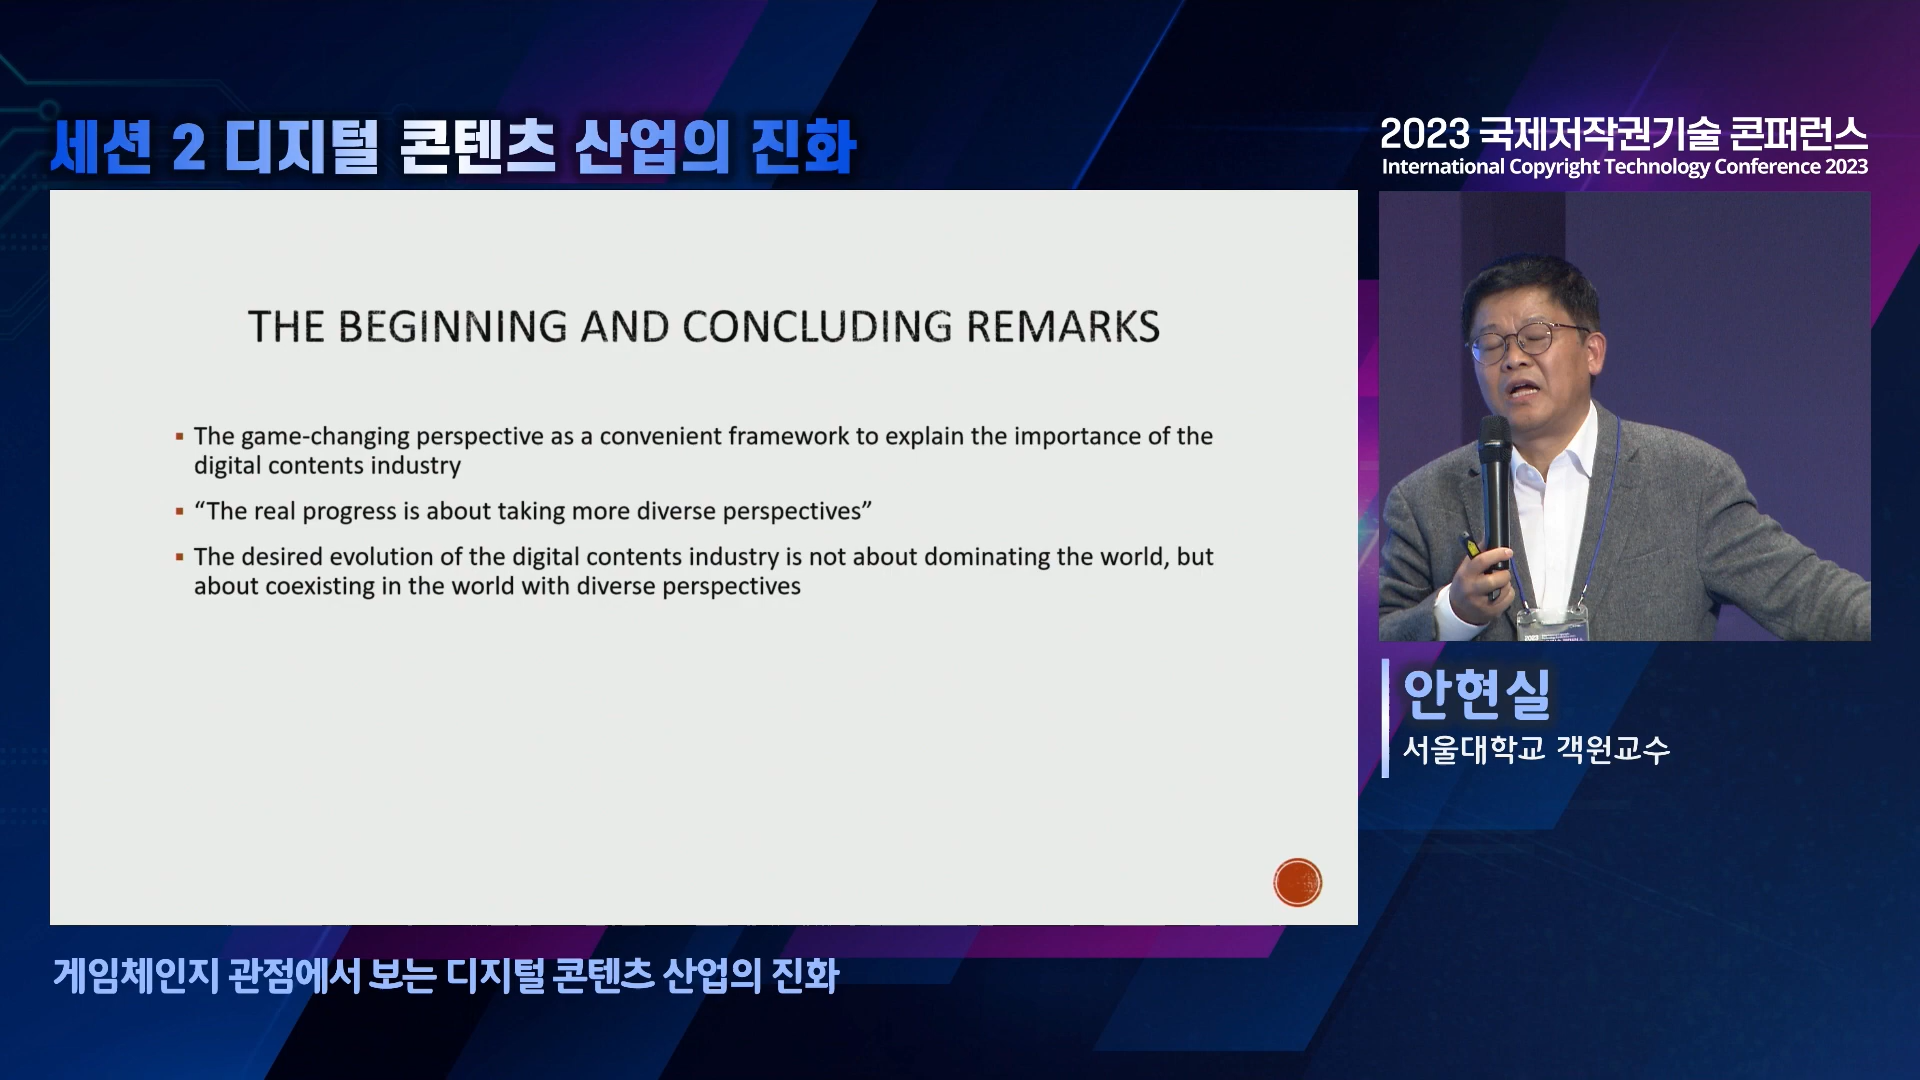 세션 2 디지털 콘텐츠 산업의 진화
2023 국제저작권기술 콘퍼런스
International Copyright Technology Conference 2023
THE BEGINNING AND CONCLUDING REMARKS
▪ The game-changing perspective as a convenient framework to explain the importance of the
digital contents industry
▪ “The real progress is about taking more diverse perspectives”
▪ The desired evolution of the digital contents industry is not about dominating the world, but
about coexisting in the world with diverse perspectives
2023
안현실
서울대학교 객원교수
게임체인지 관점에서 보는 디지털 콘텐츠 산업의 진화